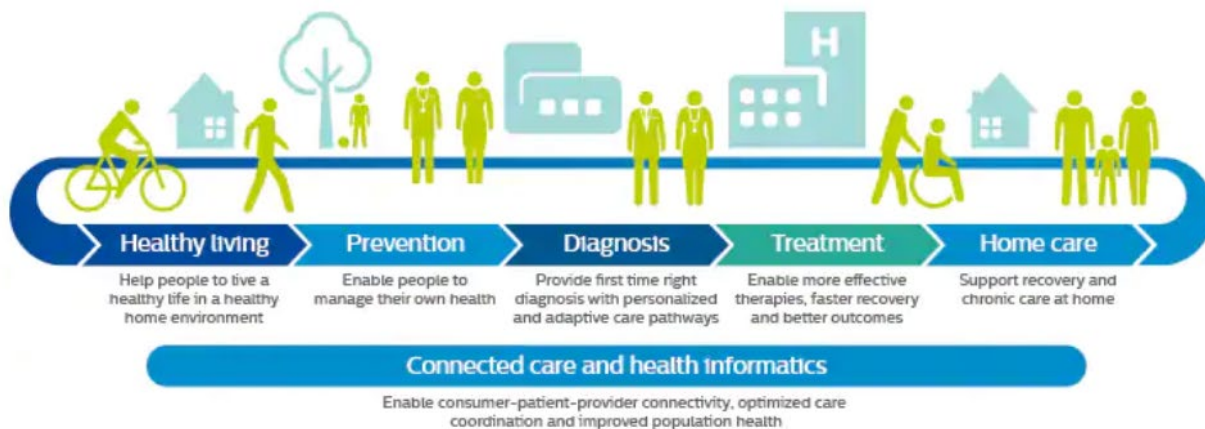 H
Healthy living
Help people to live a
healthy life in a healthy
home environment
Prevention
Enable people to
manage their own health
Diagnosis
Provide first time right
diagnosis with personalized
and adaptive care pathways
Treatment
Enable more effective
therapies, faster recovery
and better outcomes
Home care
Support recovery and
chronic care at home
Connected care and health informatics
Enable consumer-patient-provider connectivity, optimized care
coordination and improved population health